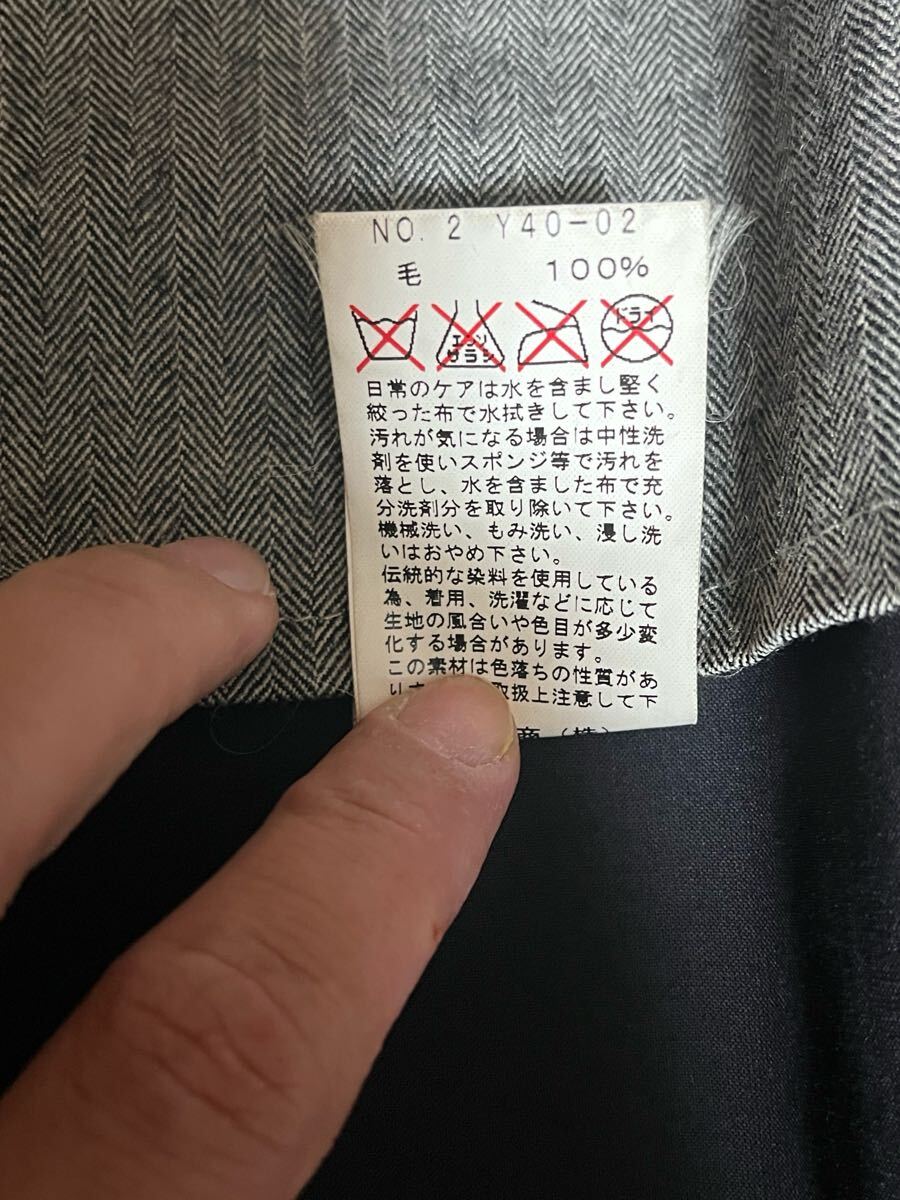 NO. 2 Y40-02
毛 100%
エンソ
サラシ
ドライ
日常のケアは水を含まし堅く
絞った布で水拭きして下さい。
汚れが気になる場合は中性洗
剤を使いスポンジ等で汚れを
落とし、水を含ました布で充
分洗剤分を取り除いて下さい。
機械洗い、もみ洗い、浸し洗
いはおやめ下さい。
伝統的な染料を使用している
為、着用、洗濯などに応じて
生地の風合いや色目が多少変
化する場合があります。
この素材は色落ちの性質があ
取扱上注意して下
商（株）